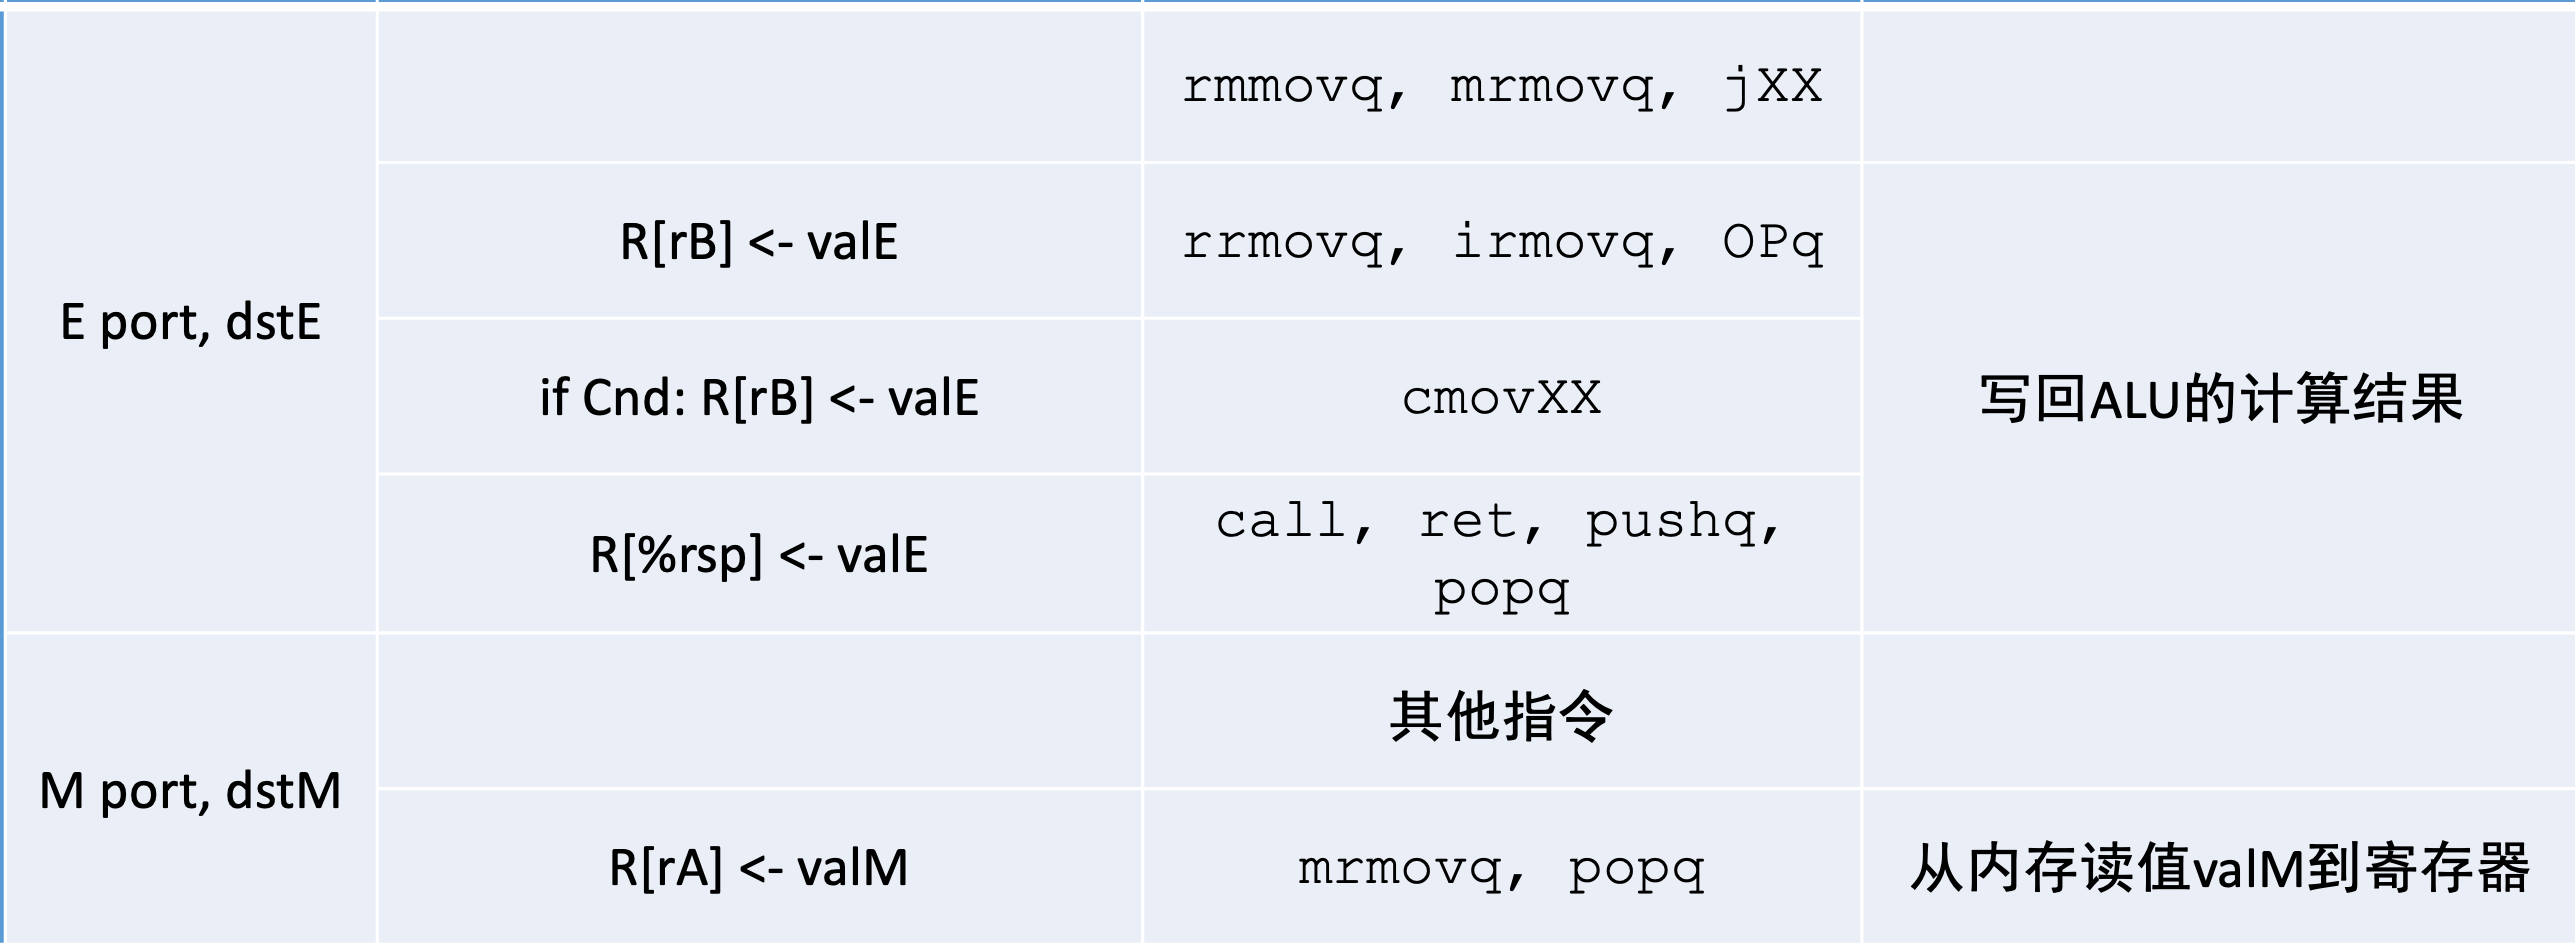 E port, dstE
rmmovq, mrmovq, jXX
R[rB] <- valE
rrmovq, irmovq, OPq
写回ALU的计算结果
if Cnd: R[rB] <- valE
cmovXX
R[%rsp] <- valE
call, ret, pushq,
popq
M port, dstM
其他指令
R[rA] <- valM
mrmovq, popq
从内存读值valM到寄存器